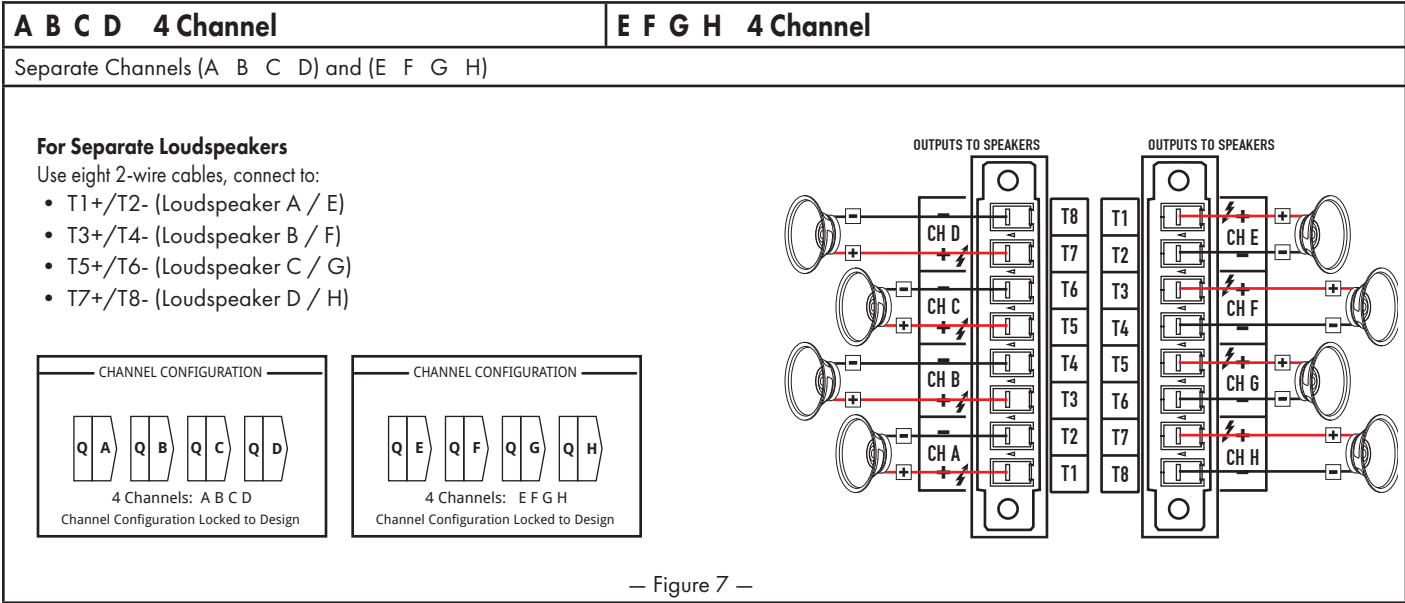 A B C D 4 Channel
E F G H 4 Channel
Separate Channels (A B C D) and (E F G H)
For Separate Loudspeakers
Use eight 2-wire cables, connect to:
• T1+/T2- (Loudspeaker A / E)
• T3+/T4- (Loudspeaker B / F)
• T5+/T6- (Loudspeaker C / G)
• T7+/T8- (Loudspeaker D / H)
CHANNEL CONFIGURATION
Q A Q B Q C Q D
4 Channels: A B C D
Channel Configuration Locked to Design
CHANNEL CONFIGURATION
Q E Q F Q G Q H
4 Channels: E F G H
Channel Configuration Locked to Design
OUTPUTS TO SPEAKERS
- - T8
CH D
+ + T7
- - T6
CH C
+ + T5
- - T4
CH B
+ + T3
- - T2
CH A
+ + T1
OUTPUTS TO SPEAKERS
T1 + +
CH E
T2 - -
T3 + +
CH F
T4 - -
T5 + +
CH G
T6 - -
T7 + +
CH H
T8 - -
— Figure 7 —